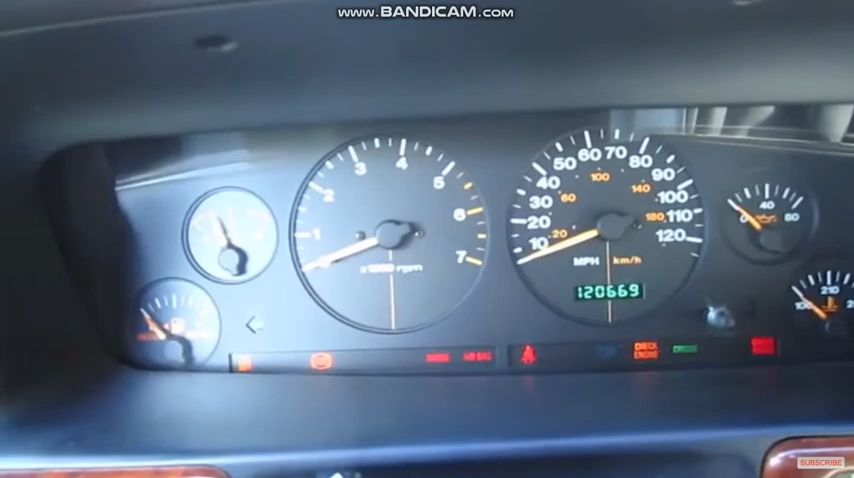 www.BANDICAM.com
1 2 3 4 5 6 7
x1000 rpm
10 20 30 40 50 60 70 80 90 100 110 120
20 60 100 140 180
MPH km/h
120669
0 40 80
100 210
AIR BAG
CHECK
ENGINE
SUBSCRIBE